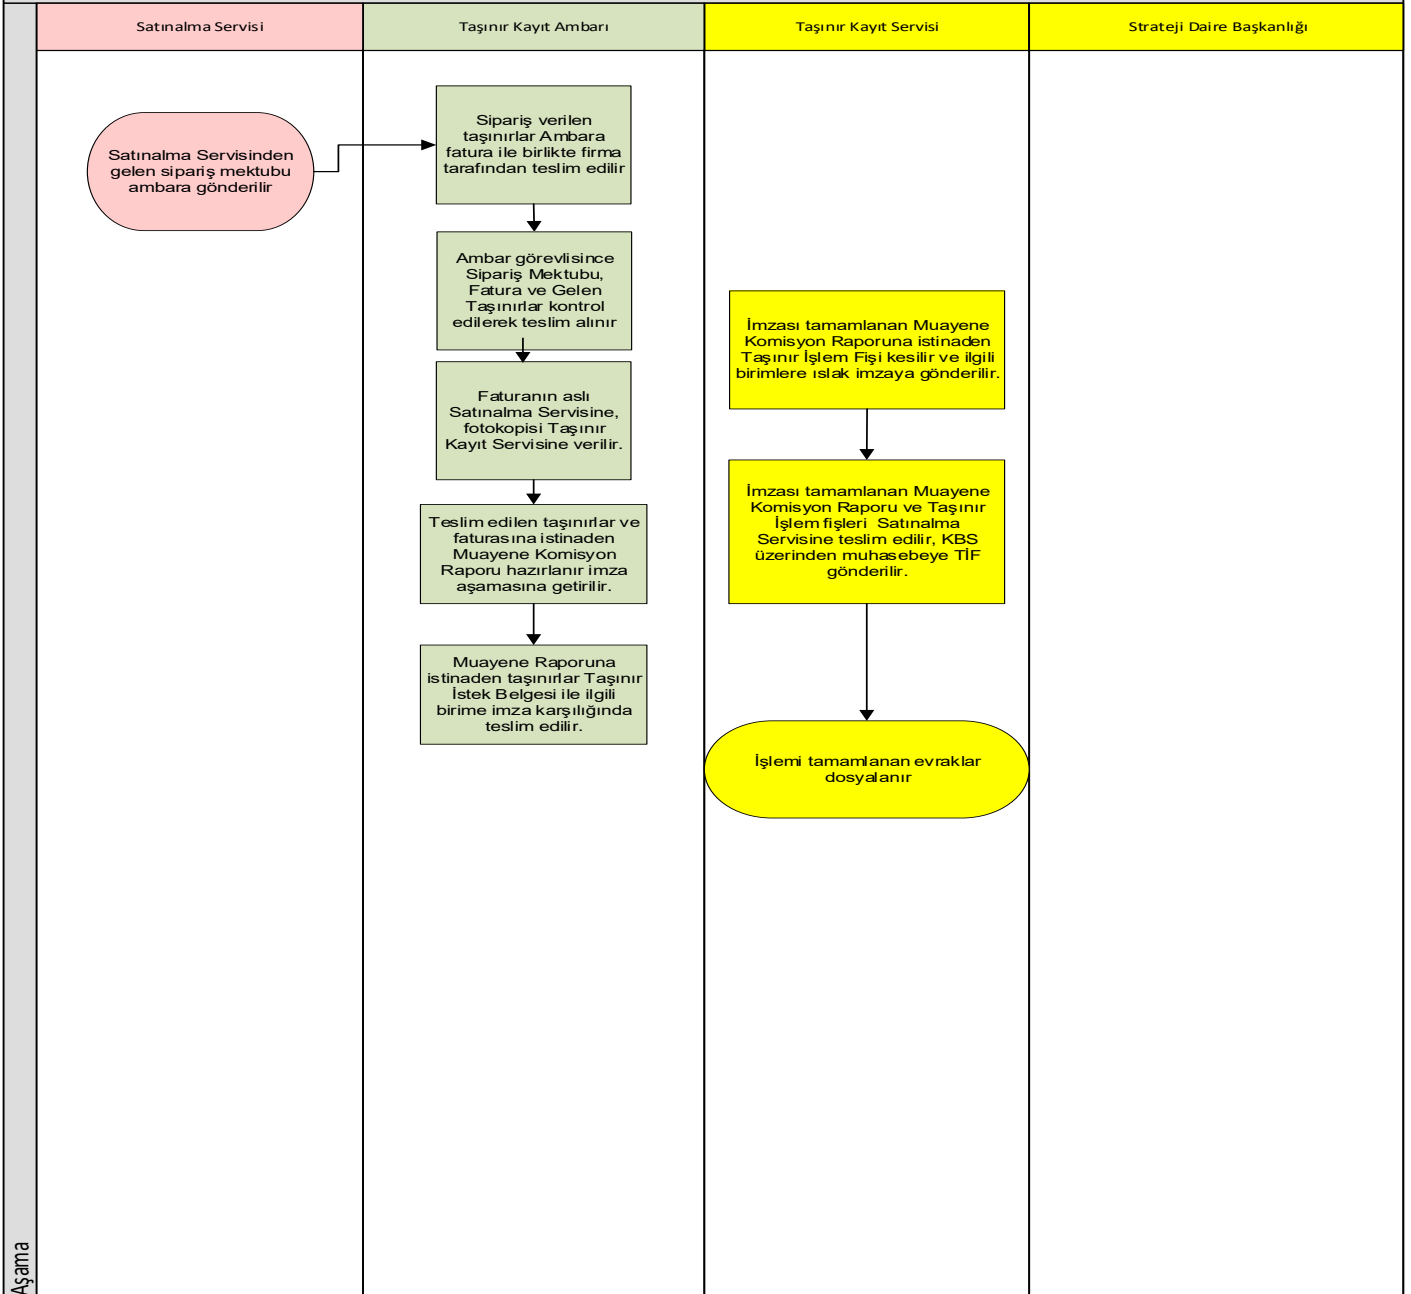 Satınalma Servisi
Taşınır Kayıt Ambarı
Taşınır Kayıt Servisi
Strateji Daire Başkanlığı
Satınalma Servisinden
gelen sipariş mektubu
ambara gönderilir
Sipariş verilen
taşınırlar Ambara
fatura ile birlikte firma
tarafından teslim edilir
Ambar görevlisince
Sipariş Mektubu,
Fatura ve Gelen
Taşınırlar kontrol
edilerek teslim alınır
Faturanın aslı
Satınalma Servisine,
fotokopisi Taşınır
Kayıt Servisine verilir.
Teslim edilen taşınırlar ve
faturasına istinaden
Muayene Komisyon
Raporu hazırlanır imza
aşamasına getirilir.
Muayene Raporuna
istinaden taşınırlar Taşınır
İstek Belgesi ile ilgili
birime imza karşılığında
teslim edilir.
İmzası tamamlanan Muayene
Komisyon Raporuna istinaden
Taşınır İşlem Fişi kesilir ve ilgili
birimlere ıslak imzaya gönderilir.
İmzası tamamlanan Muayene
Komisyon Raporu ve Taşınır
İşlem fişleri Satınalma
Servisine teslim edilir, KBS
üzerinden muhasebeye TİF
gönderilir.
İşlemi tamamlanan evraklar
dosyalanır
Aşama